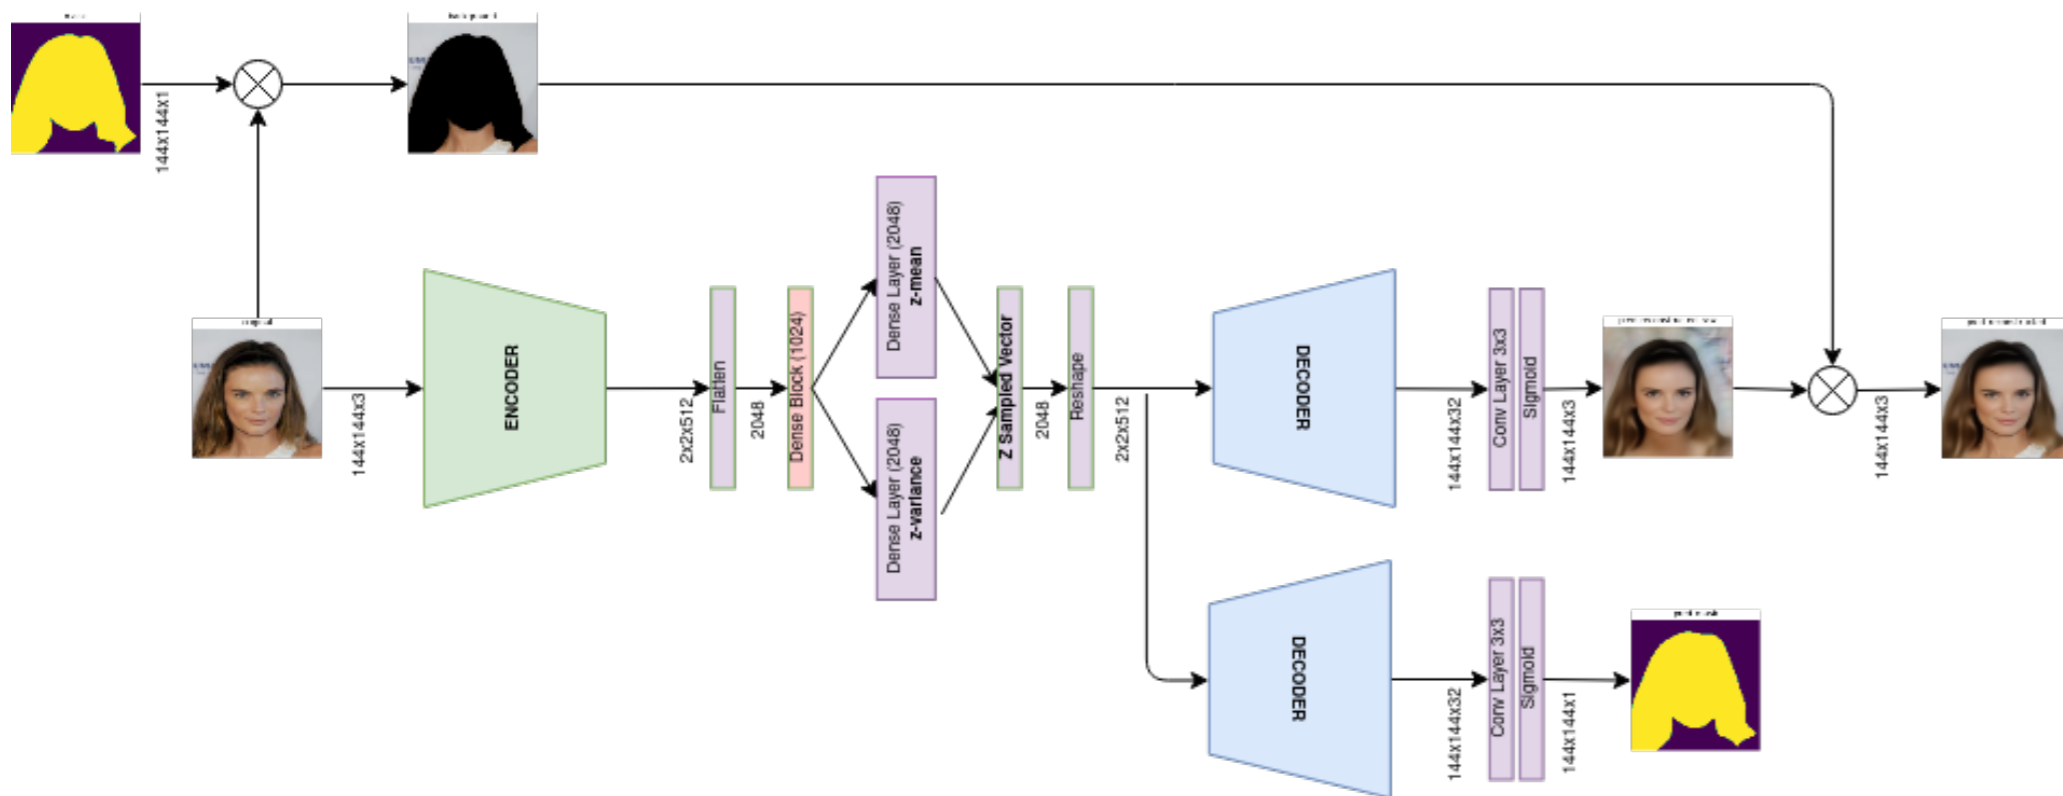 144x144x1
original
144x144x3
ENCODER
2x2x512
Flatten
2048
Dense Block (1024)
Dense Layer (2048)
z-mean
Dense Layer (2048)
z-variance
Z Sampled Vector
2048
Reshape
2x2x512
DECODER
144x144x32
Conv Layer 3x3
Sigmoid
144x144x3
144x144x3
DECODER
144x144x32
Conv Layer 3x3
Sigmoid
144x144x1